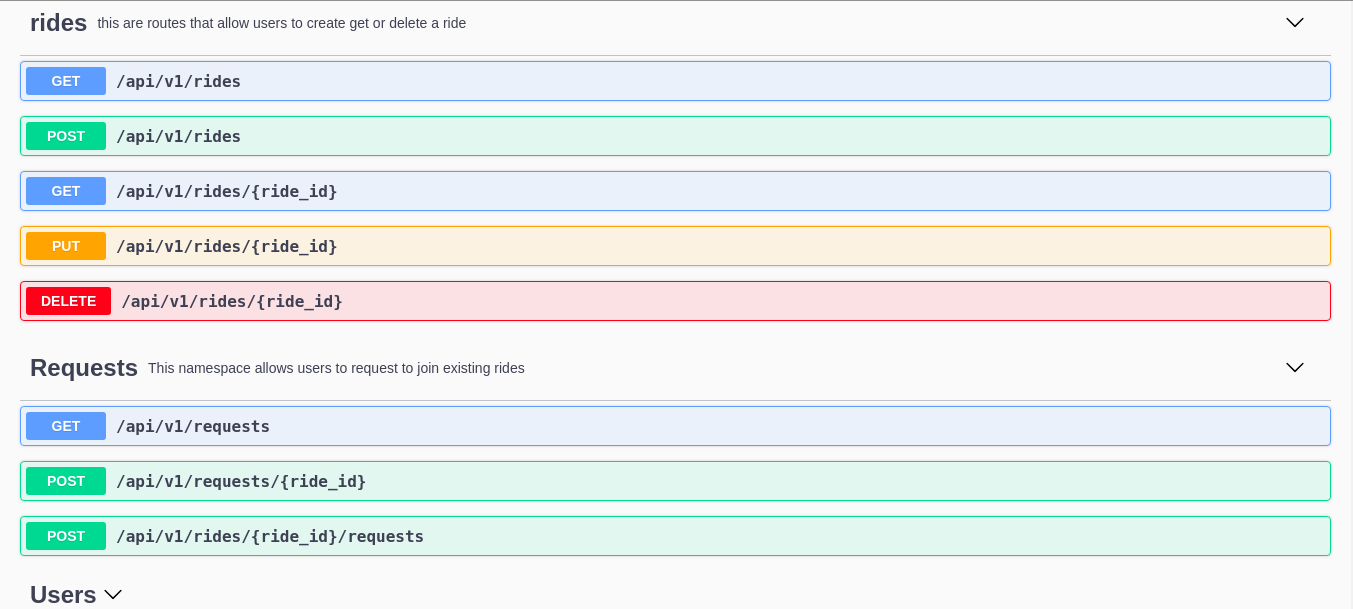 rides this are routes that allow users to create get or delete a ride
GET /api/v1/rides
POST /api/v1/rides
GET /api/v1/rides/{ride_id}
PUT /api/v1/rides/{ride_id}
DELETE /api/v1/rides/{ride_id}
Requests This namespace allows users to request to join existing rides
GET /api/v1/requests
POST /api/v1/requests/{ride_id}
POST /api/v1/rides/{ride_id}/requests
Users